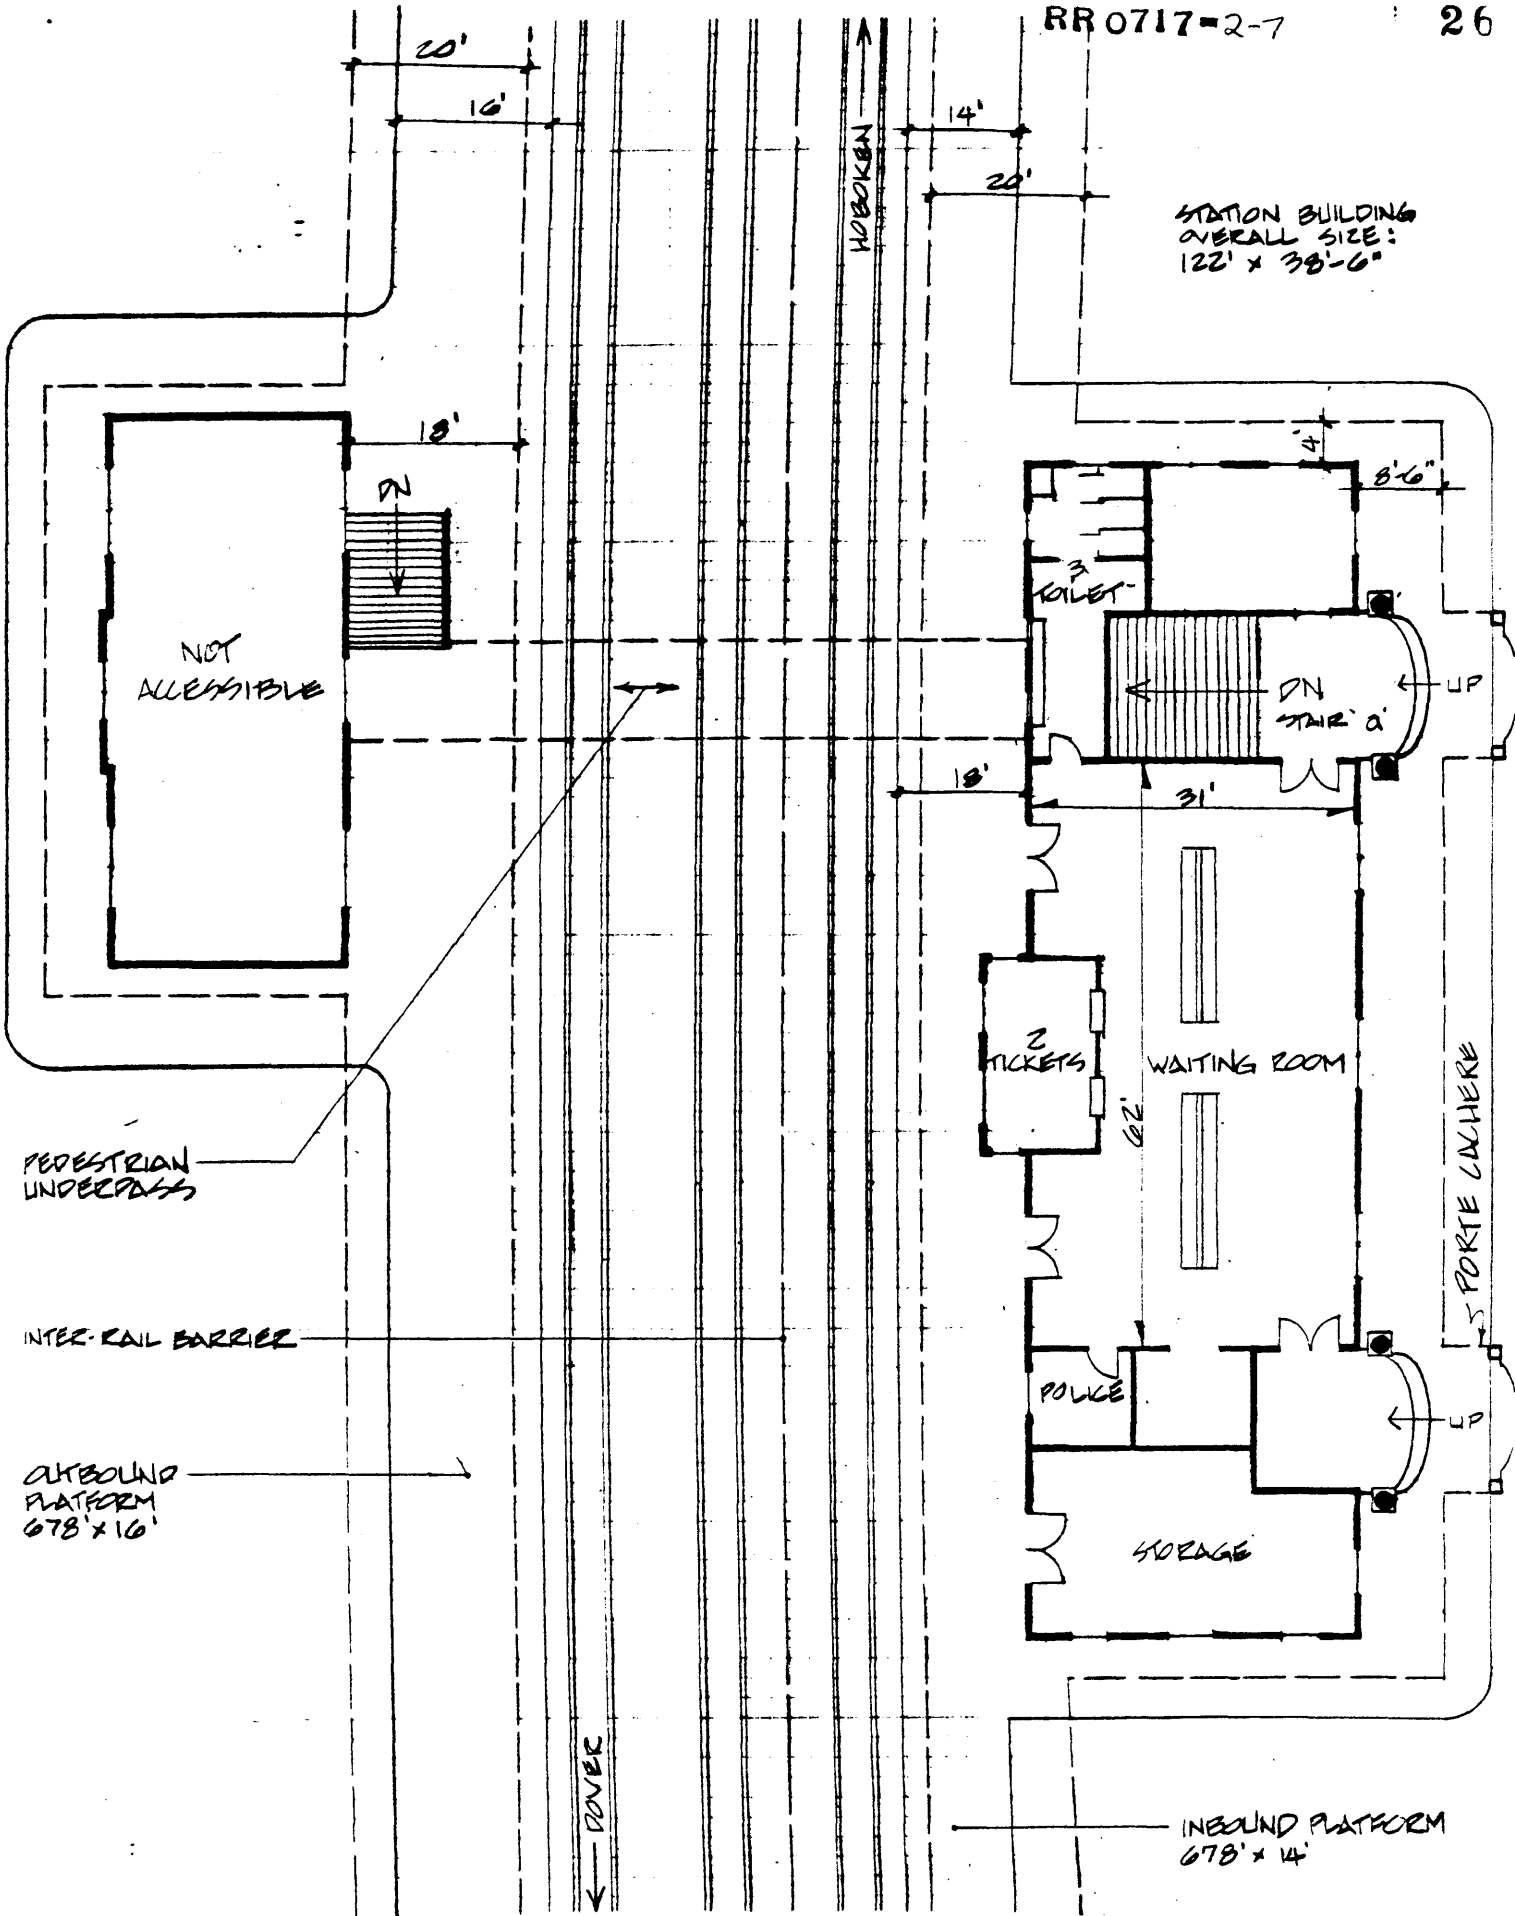 RR 0717=2-7
26
20'
16'
14'
HOBOKEN
20'
STATION BUILDING
OVERALL SIZE:
122' x 38'-6"
18'
4'
8'-6"
DN
3
TOILET
NOT
ACCESSIBLE
DN
STAIR 'a'
UP
18'
31'
2
TICKETS
WAITING ROOM
62'
PORTE CACHERE
PEDESTRIAN
UNDERPASS
INTER-RAIL BARRIER
POLICE
UP
OUTBOUND
PLATFORM
678' x 16'
STORAGE
DOVER
INBOUND PLATFORM
678' x 14'